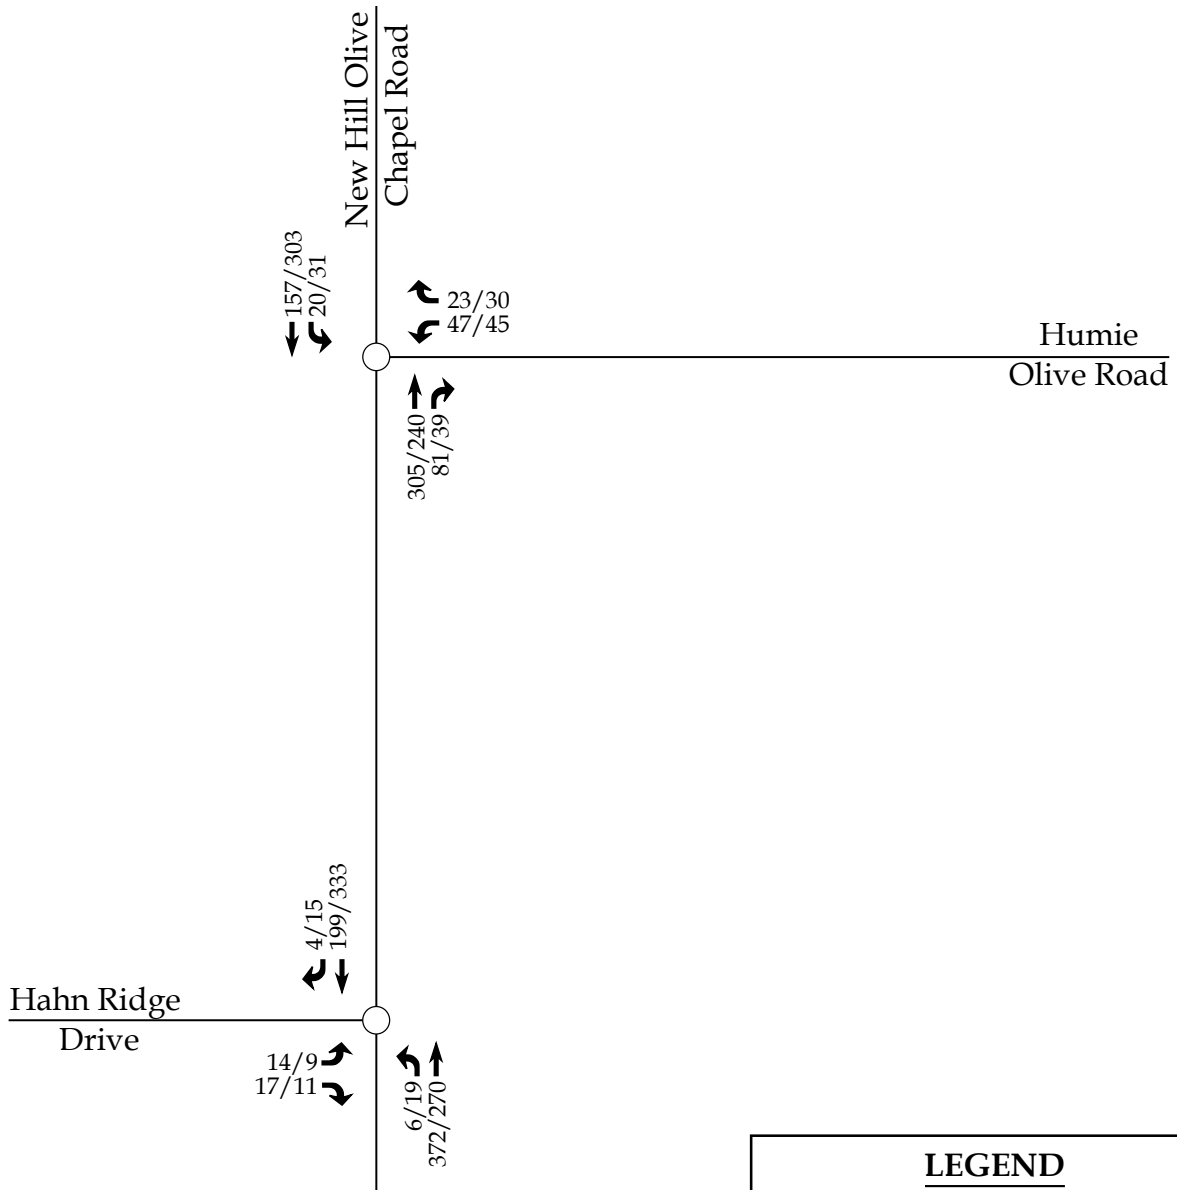 New Hill Olive
Chapel Road
157/303
20/31
23/30
47/45
Humie
Olive Road
305/240
81/39
4/15
199/333
Hahn Ridge
Drive
14/9
17/11
6/19
372/270
LEGEND